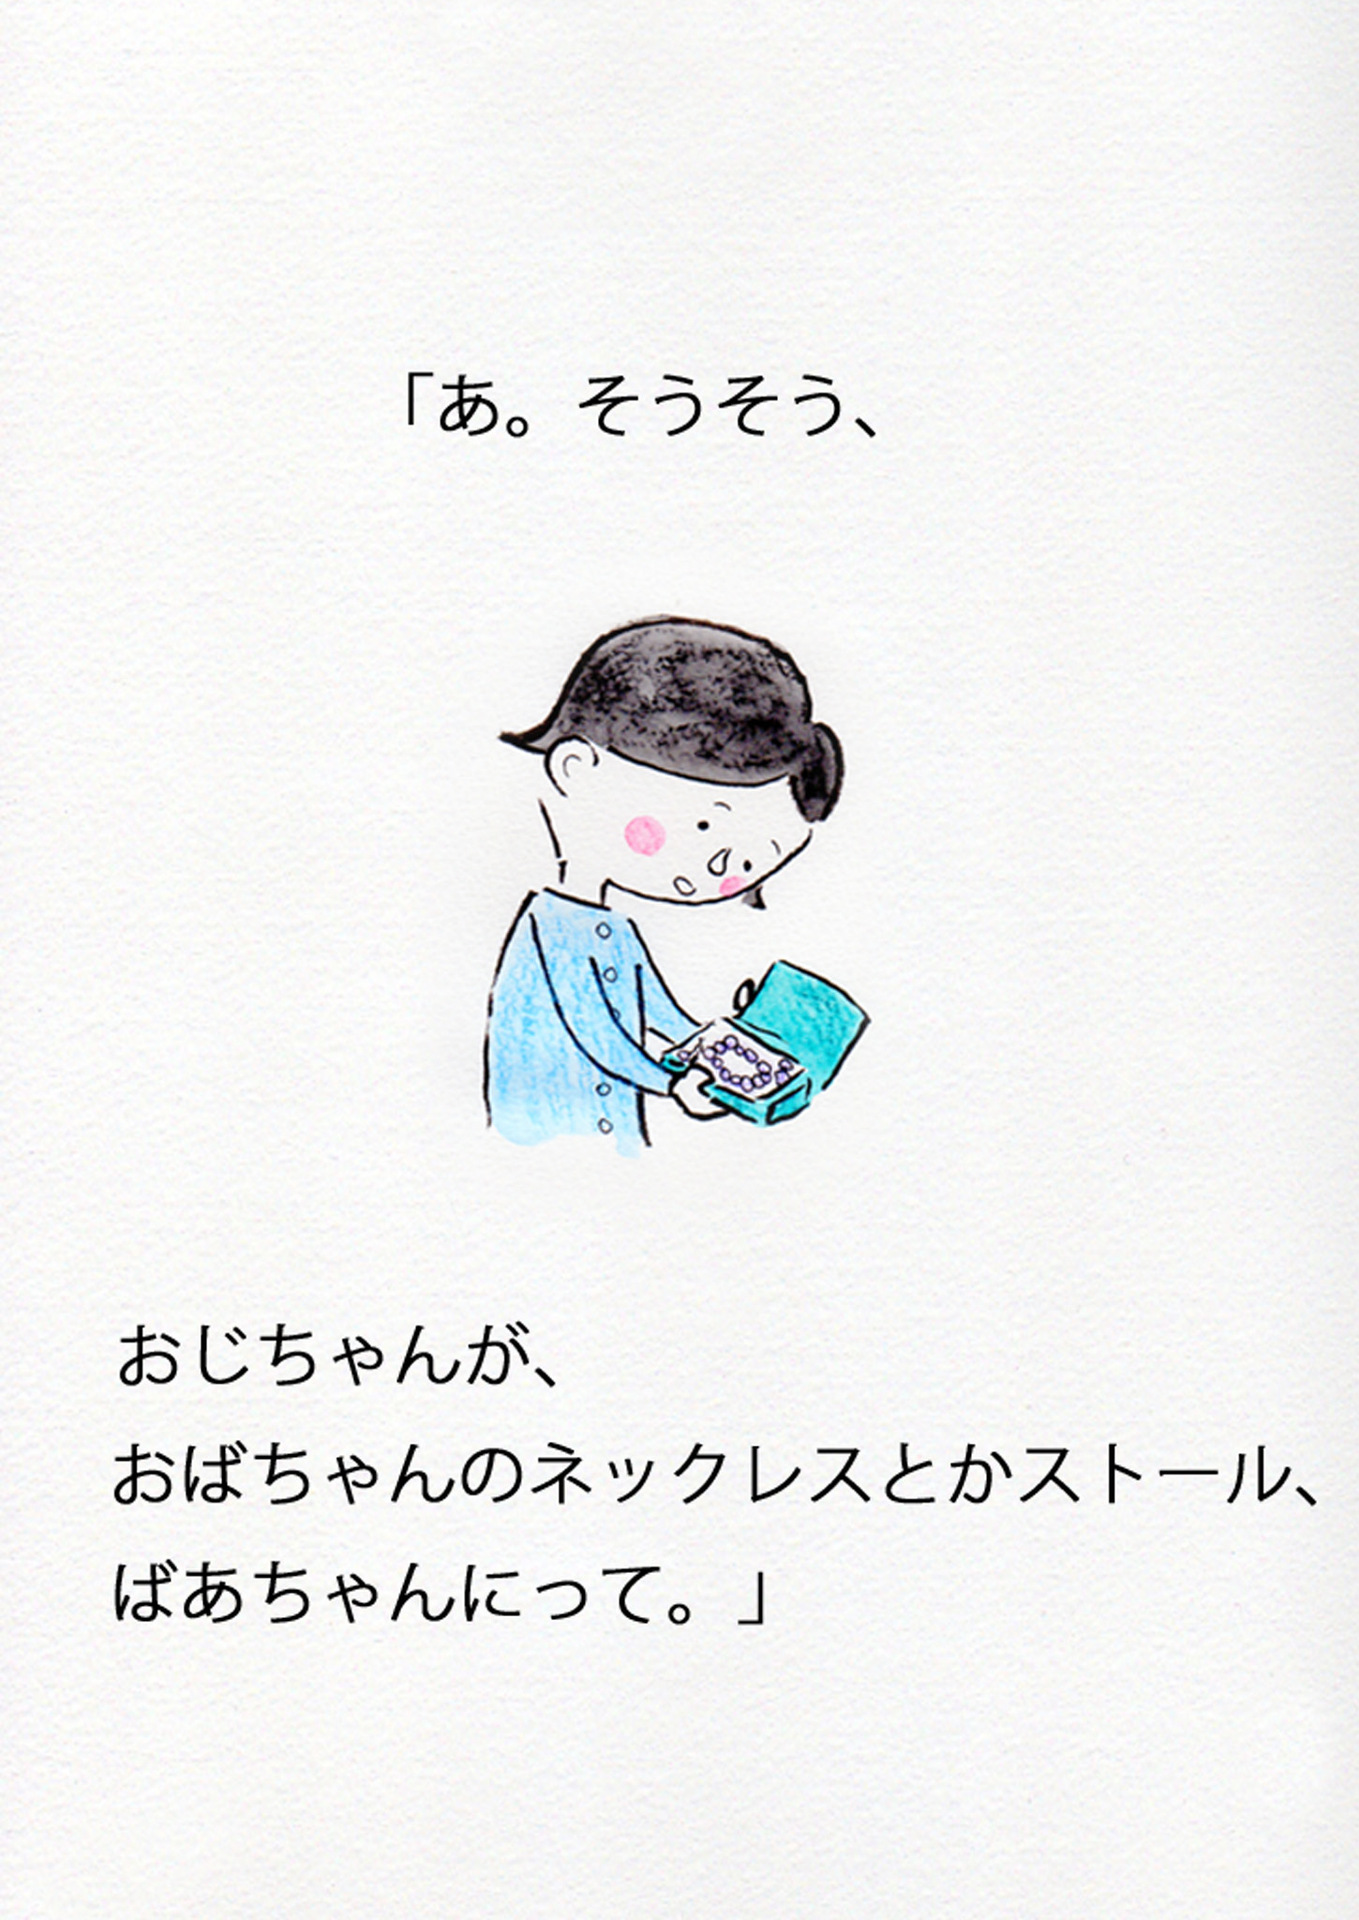 「あ。そうそう、
おじちゃんが、
おばちゃんのネックレスとかストール、
ばあちゃんにって。」